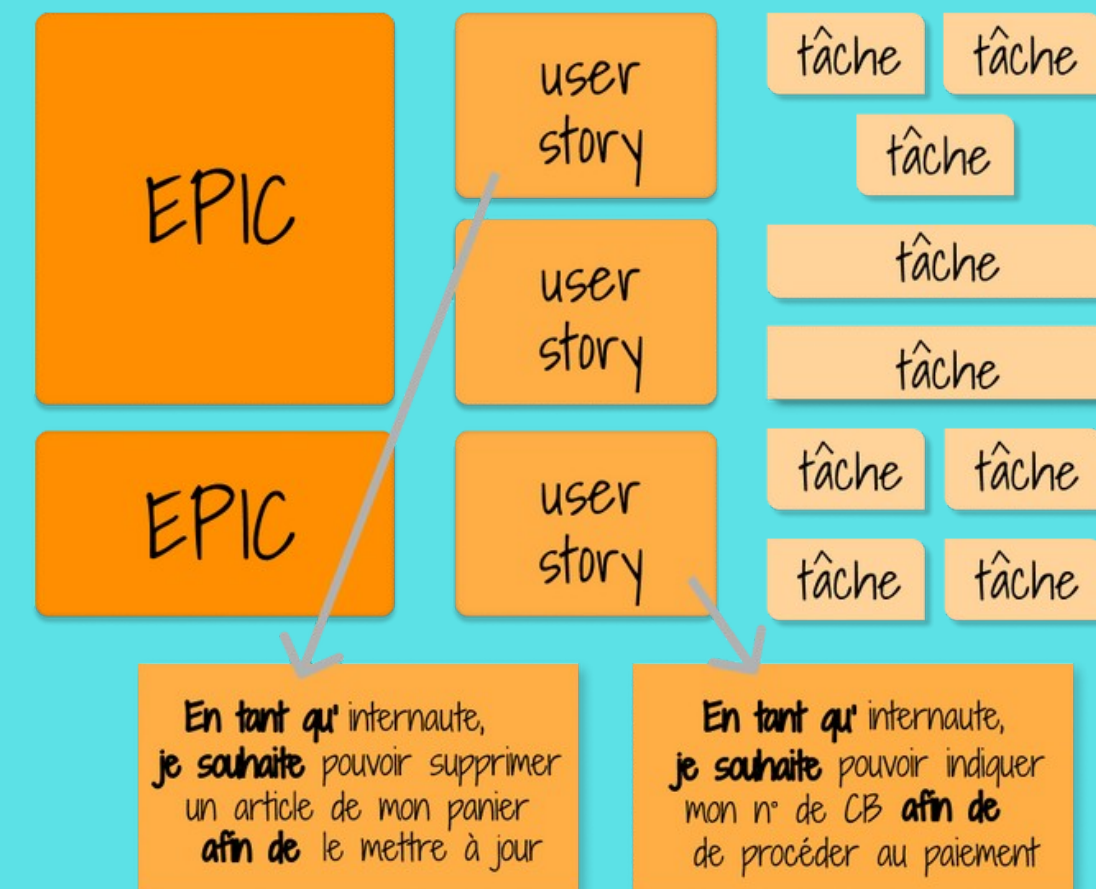 EPIC
user
story
tâche
tâche
tâche
user
story
tâche
tâche
EPIC
user
story
tâche
tâche
tâche
tâche
En tant qu' internaute,
je souhaite pouvoir supprimer
un article de mon panier
afin de le mettre à jour
En tant qu' internaute,
je souhaite pouvoir indiquer
mon n° de CB afin de
de procéder au paiement